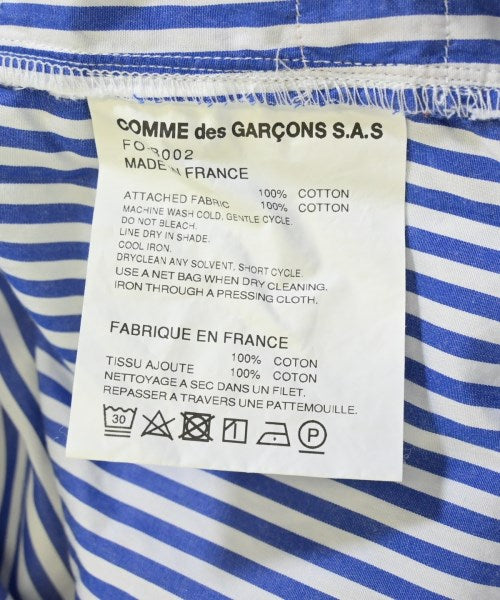 COMME des GARÇONS S.A.S
FO-B002
MADE IN FRANCE
100% COTTON
ATTACHED FABRIC 100% COTTON
MACHINE WASH COLD, GENTLE CYCLE.
DO NOT BLEACH.
LINE DRY IN SHADE.
COOL IRON.
DRYCLEAN ANY SOLVENT, SHORT CYCLE.
USE A NET BAG WHEN DRY CLEANING.
IRON THROUGH A PRESSING CLOTH.
FABRIQUE EN FRANCE
100% COTON
TISSU AJOUTE 100% COTON
NETTOYAGE A SEC DANS UN FILET.
REPASSER A TRAVERS UNE PATTEMOUILLE.
30 P